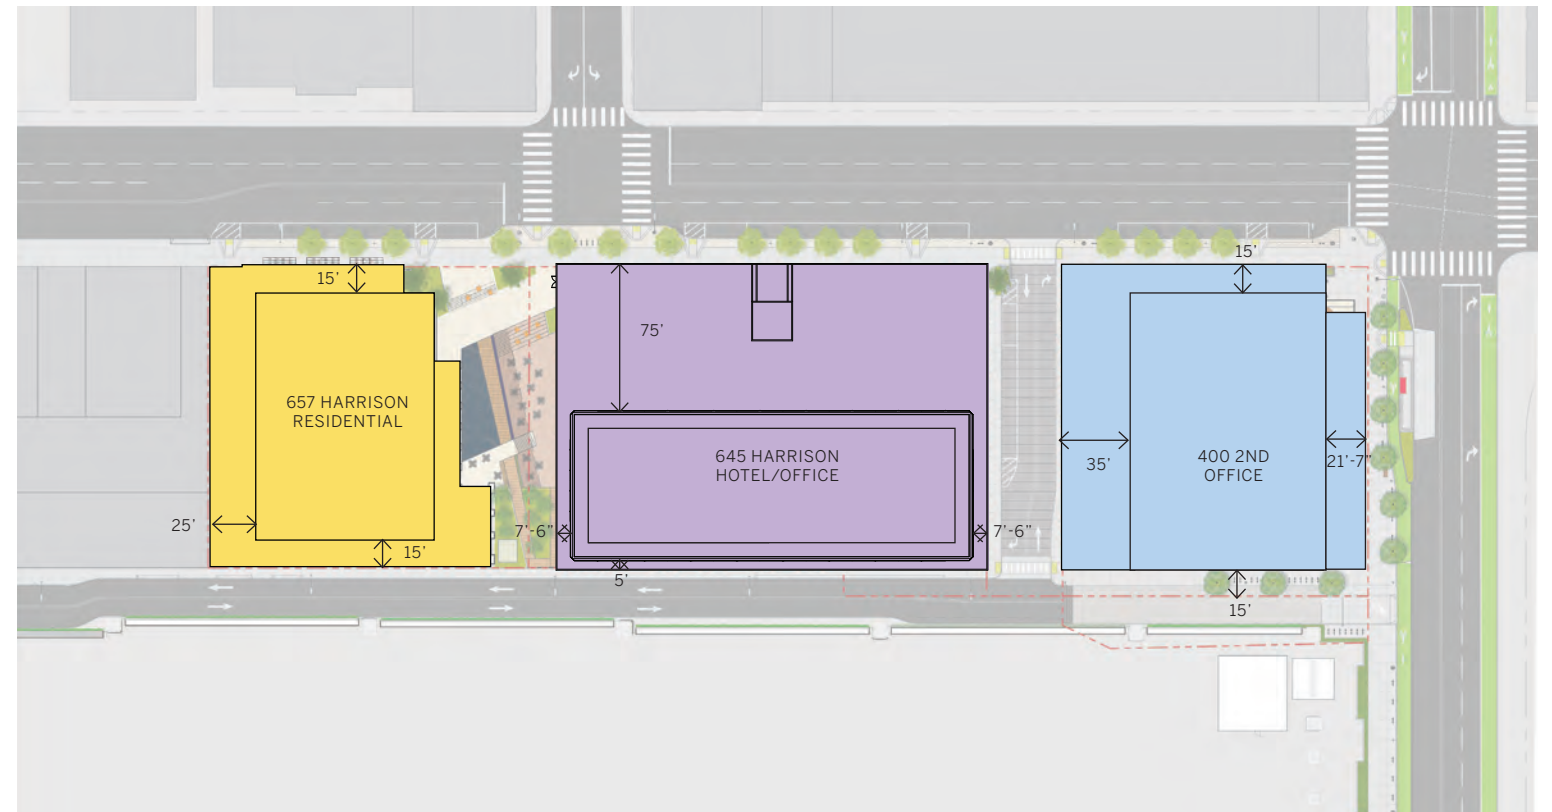 15’
15’
75’
657 HARRISON
RESIDENTIAL
645 HARRISON
HOTEL/OFFICE
400 2ND
OFFICE
35’
21’-7”
25’
15’
7’-6”
7’-6”
5’
15’